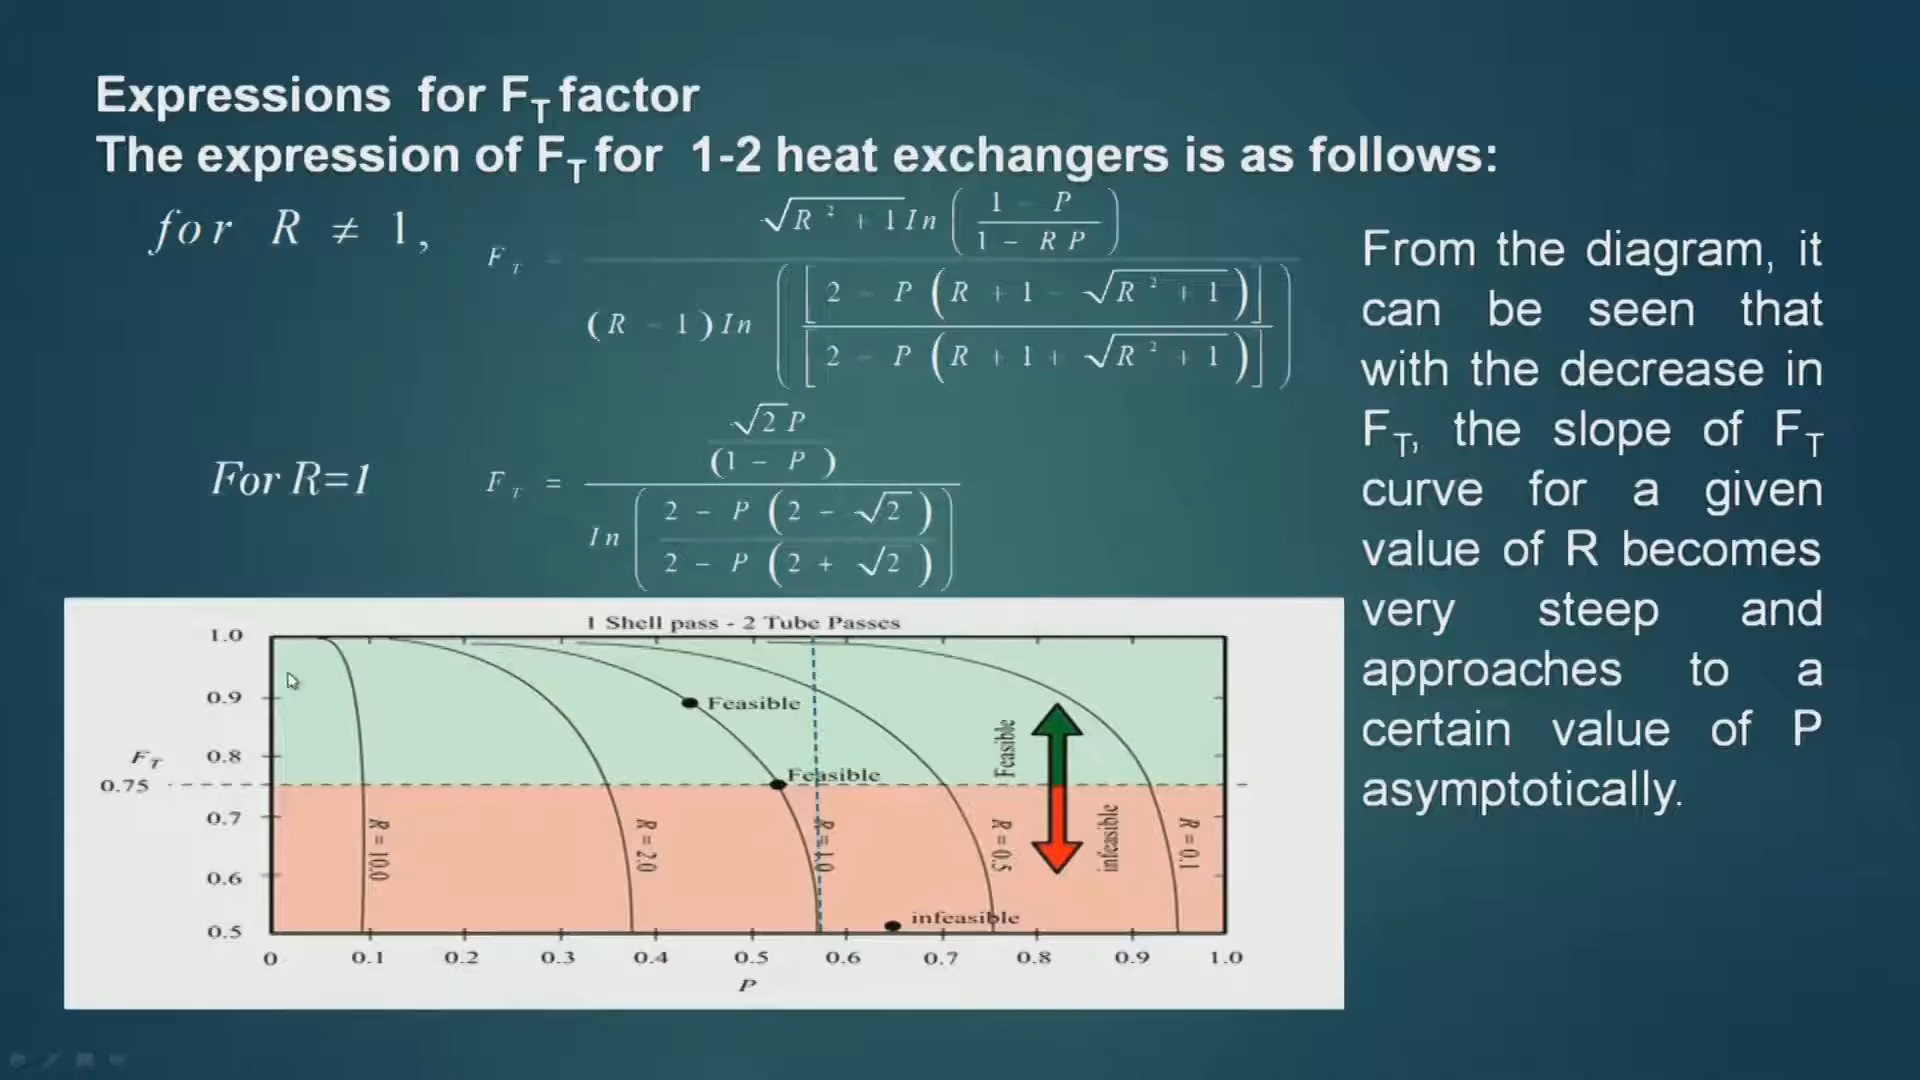 Expressions for F_T factor
The expression of F_T for 1-2 heat exchangers is as follows:
for R ≠ 1,
F_T = √(R² + 1) In ( (1 - P) / (1 - RP) ) / ( (R - 1) In ( [2 - P (R + 1 - √(R² + 1))] / [2 - P (R + 1 + √(R² + 1))] ) )
For R=1
F_T = ( √2 P / (1 - P) ) / In ( (2 - P (2 - √2)) / (2 - P (2 + √2)) )
From the diagram, it
can be seen that
with the decrease in
F_T, the slope of F_T
curve for a given
value of R becomes
very steep and
approaches to a
certain value of P
asymptotically.
1 Shell pass - 2 Tube Passes
1.0
0.9
0.8
F_T
0.75
0.7
0.6
0.5
Feasible
Feasible
infeasible
Feasible
infeasible
R = 10.0
R = 2.0
R = 1.0
R = 0.5
R = 0.1
0 0.1 0.2 0.3 0.4 0.5 0.6 0.7 0.8 0.9 1.0
P